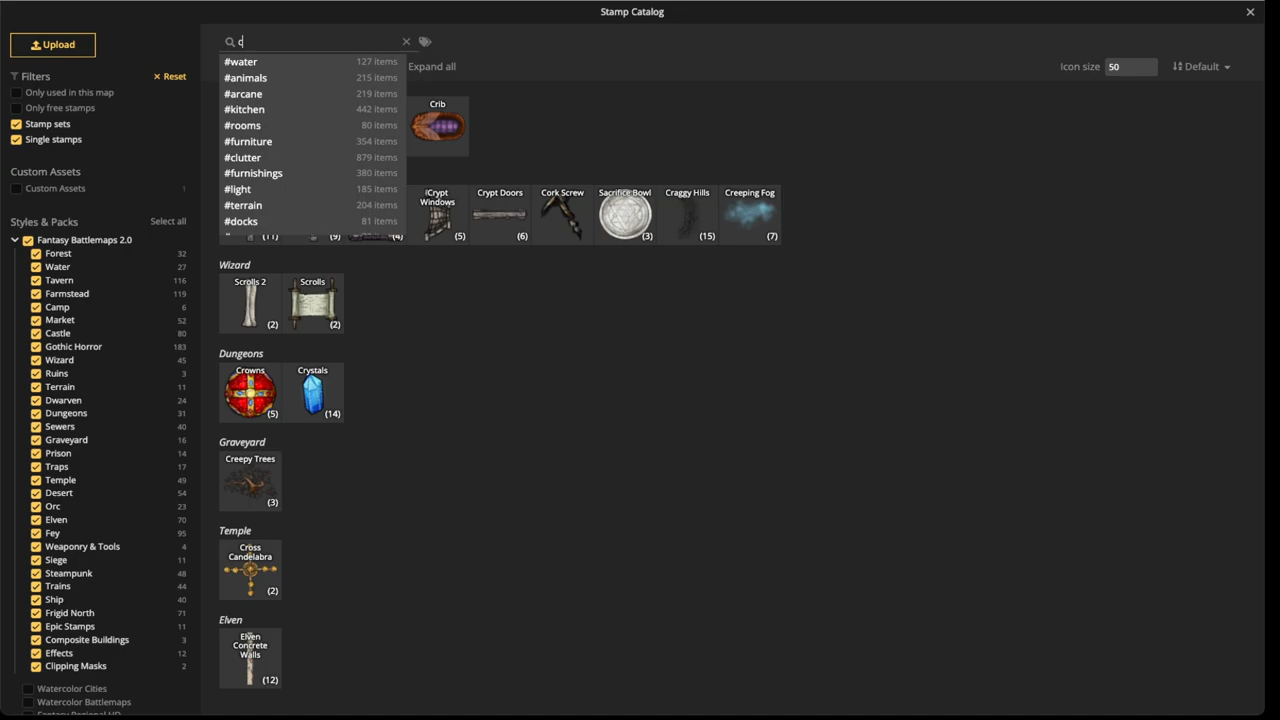 Stamp Catalog
Upload
Filters
Reset
Only used in this map
Only free stamps
Stamp sets
Single stamps
Custom Assets
Custom Assets 1
Styles & Packs Select all
Fantasy Battlemaps 2.0
Forest 32
Water 27
Tavern 116
Farmstead 119
Camp 6
Market 52
Castle 80
Gothic Horror 183
Wizard 45
Ruins 3
Terrain 11
Dwarven 24
Dungeons 31
Sewers 40
Graveyard 16
Prison 14
Traps 17
Temple 49
Desert 54
Orc 23
Elven 70
Fey 95
Weaponry & Tools 4
Siege 11
Steampunk 48
Trains 44
Ship 40
Frigid North 71
Epic Stamps 11
Composite Buildings 3
Effects 12
Clipping Masks 2
Watercolor Cities
Watercolor Battlemaps
Fantasy Regional HD
c
#water 127 items
#animals 215 items
#arcane 219 items
#kitchen 442 items
#rooms 80 items
#furniture 354 items
#clutter 879 items
#furnishings 380 items
#light 185 items
#terrain 204 items
#docks 81 items
Expand all
Icon size 50
Default
Crib
Crypt
Windows
(5)
Crypt Doors
(6)
Cork Screw
Sacrifice Bowl
(3)
Craggy Hills
(15)
Creeping Fog
(7)
(11)
(9)
(4)
Wizard
Scrolls 2
(2)
Scrolls
(2)
Dungeons
Crowns
(5)
Crystals
(14)
Graveyard
Creepy Trees
(3)
Temple
Cross
Candelabra
(2)
Elven
Elven
Concrete
Walls
(12)